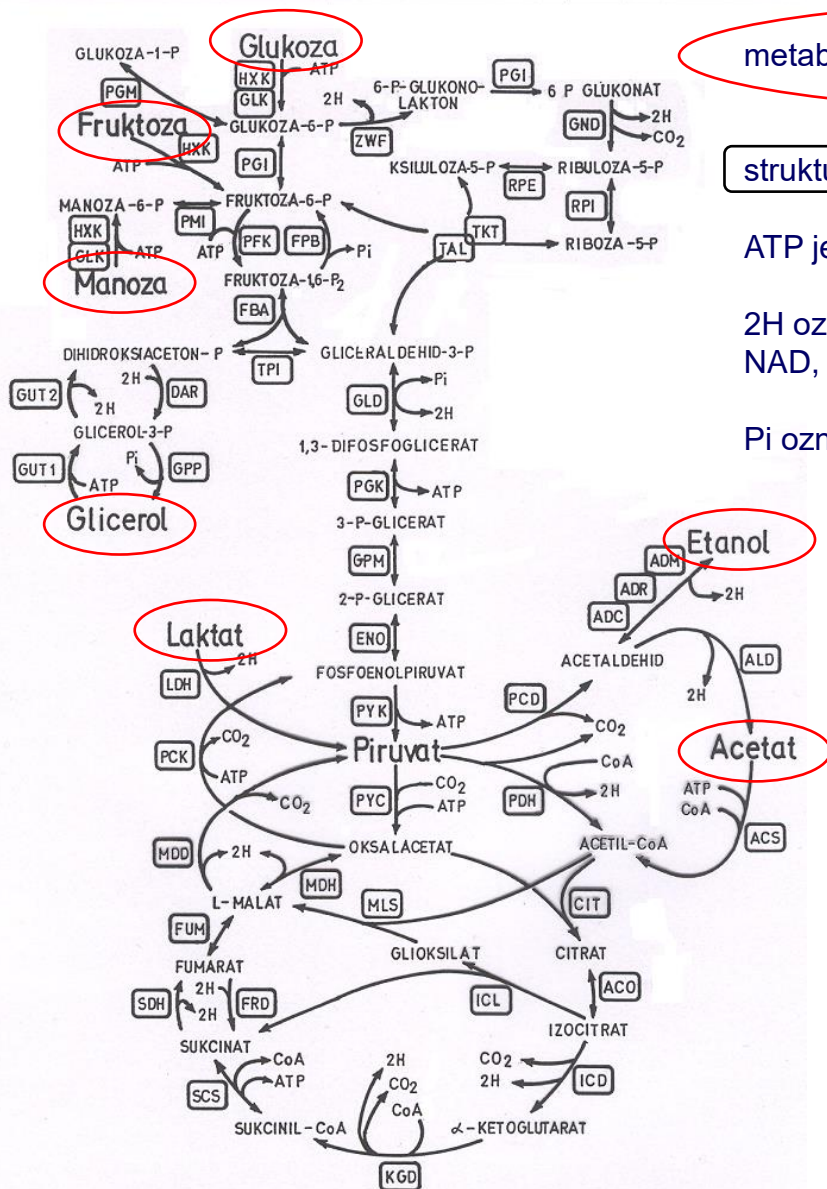 GLUKOZA-1-P
Glukoza
HXK
ATP
GLK
PGM
Fruktoza
HXK
ATP
GLUKOZA-6-P
2H
ZWF
6-P-GLUKONO-
LAKTON
PGI
6 P GLUKONAT
GND
2H
CO2
PGI
KSILULOZA-5-P
RPE
RIBULOZA-5-P
RPI
RIBOZA-5-P
TKT
TAL
MANOZA-6-P
PMI
FRUKTOZA-6-P
HXK
GLK
ATP
Manoza
ATP
PFK
FPB
Pi
FRUKTOZA-1,6-P2
FBA
DIHIDROKSIACETON-P
TPI
GLICERALDEHID-3-P
GUT2
2H
2H
DAR
GLICEROL-3-P
GUT1
ATP
Pi
GPP
Glicerol
GLD
Pi
2H
1,3-DIFOSFOGLICERAT
PGK
ATP
3-P-GLICERAT
GPM
2-P-GLICERAT
ENO
FOSFOENOLPIRUVAT
PYK
ATP
Laktat
LDH
2H
PCK
CO2
ATP
Piruvat
PCD
CO2
Etanol
ADM
ADR
ADC
2H
ACETALDEHID
ALD
2H
Acetat
ATP
CoA
ACS
PYC
CO2
ATP
PDH
CoA
2H
ACETIL-CoA
MDD
CO2
2H
OKSALACETAT
MDH
L-MALAT
MLS
CIT
FUM
GLIOKSILAT
CITRAT
FUMARAT
ACO
SDH
2H
2H
FRD
ICL
IZOCITRAT
SUKCINAT
SCS
CoA
ATP
2H
CO2
CoA
CO2
2H
ICD
SUKCINIL-CoA
KGD
α-KETOGLUTARAT
metab
struktu
ATP je
2H oz
NAD,
Pi ozn